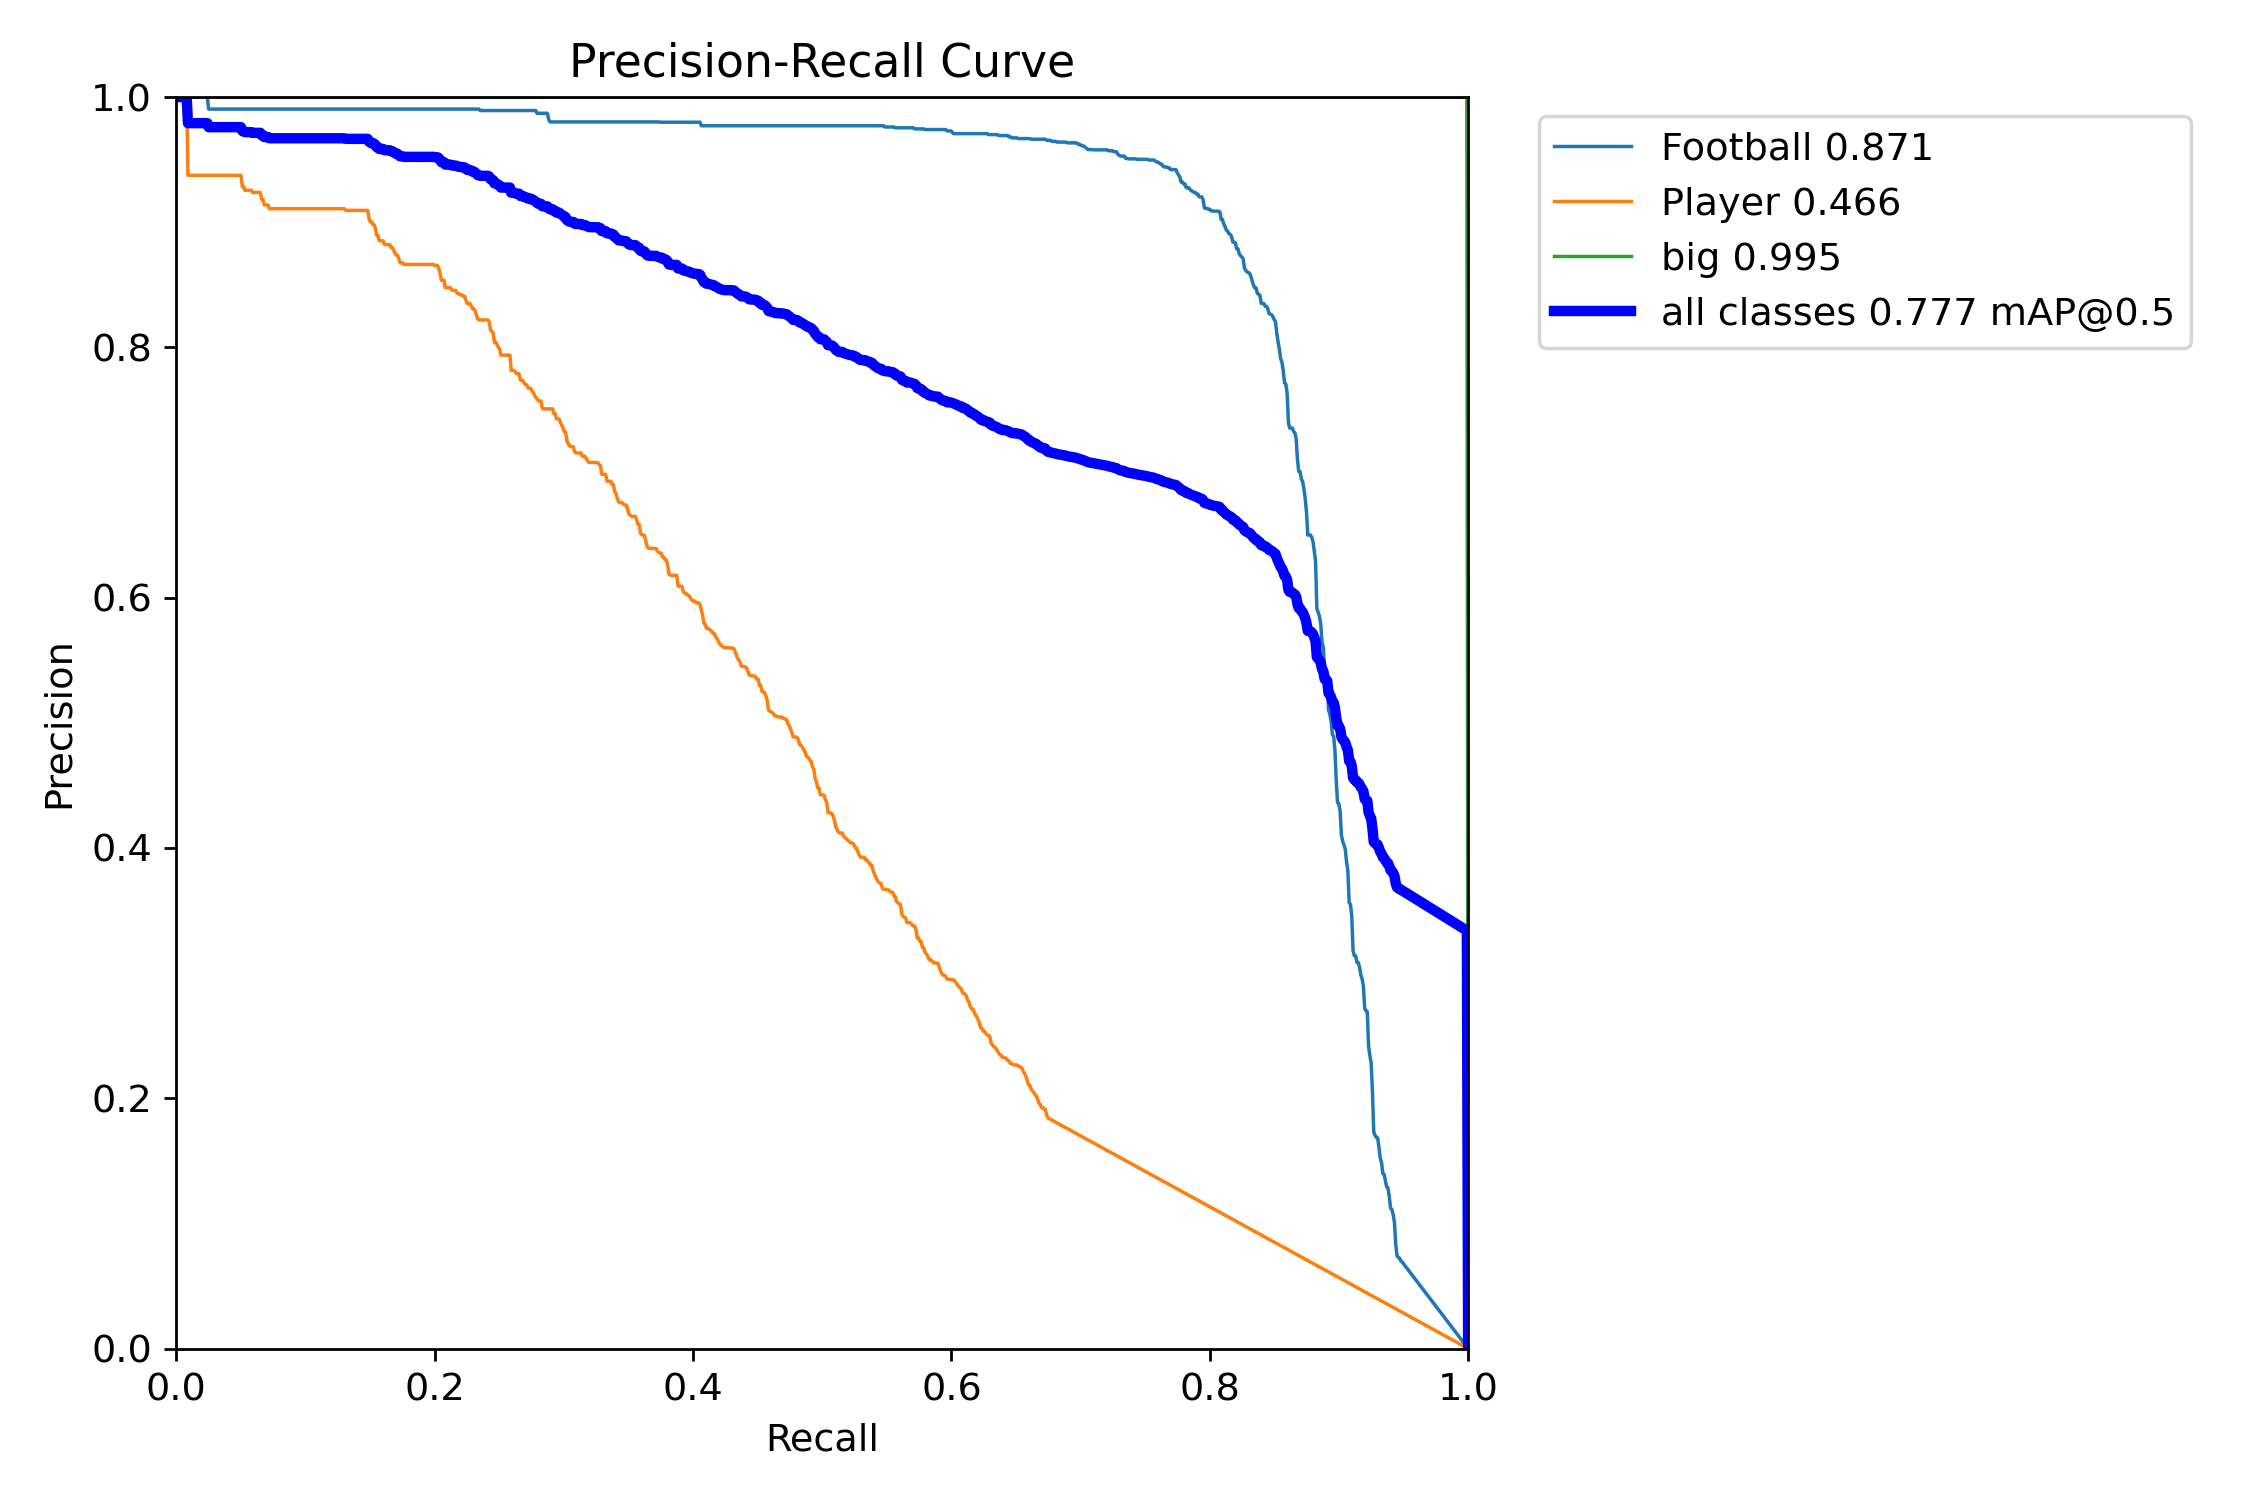 Precision-Recall Curve
1.0
0.8
0.6
0.4
0.2
0.0
Precision
0.0 0.2 0.4 0.6 0.8 1.0
Recall
Football 0.871
Player 0.466
big 0.995
all classes 0.777 mAP@0.5